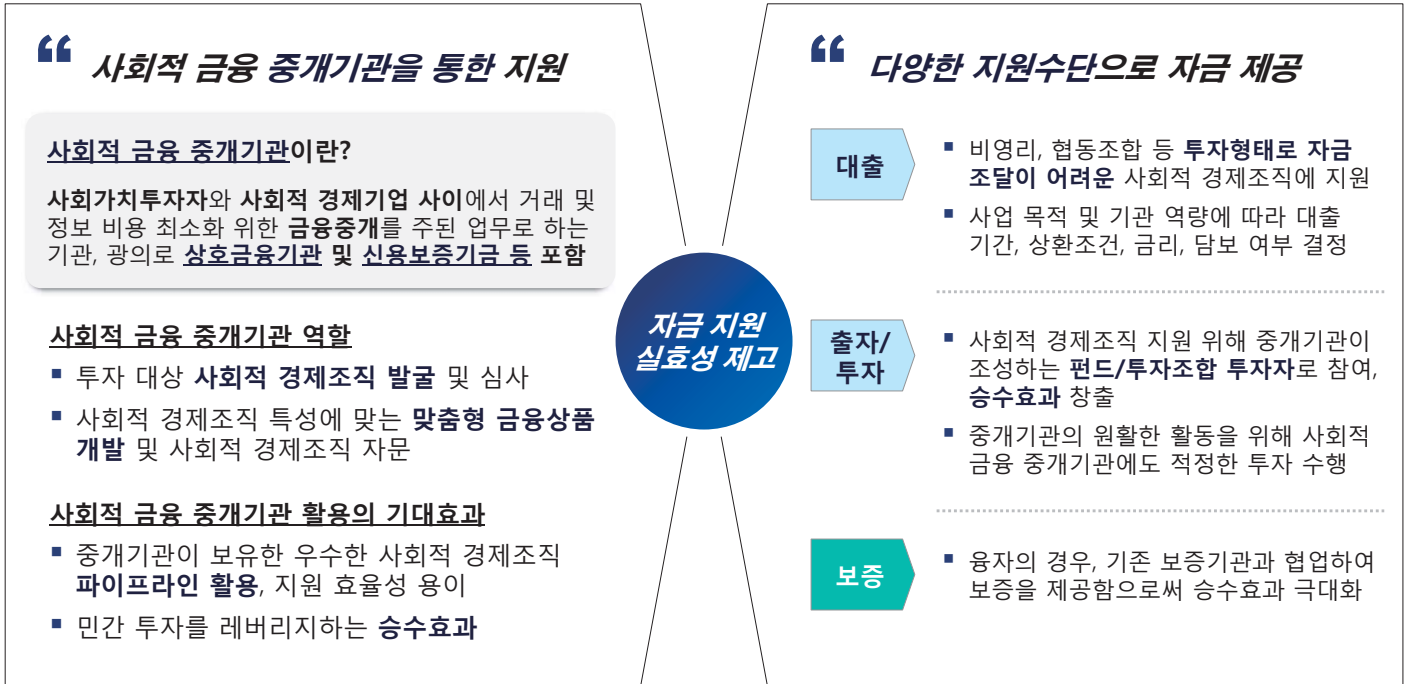 “ 사회적 금융 중개기관을 통한 지원
사회적 금융 중개기관이란?
사회가치투자자와 사회적 경제기업 사이에서 거래 및
정보 비용 최소화 위한 금융중개를 주된 업무로 하는
기관, 광의로 상호금융기관 및 신용보증기금 등 포함
사회적 금융 중개기관 역할
▪ 투자 대상 사회적 경제조직 발굴 및 심사
▪ 사회적 경제조직 특성에 맞는 맞춤형 금융상품
개발 및 사회적 경제조직 자문
사회적 금융 중개기관 활용의 기대효과
▪ 중개기관이 보유한 우수한 사회적 경제조직
파이프라인 활용, 지원 효율성 용이
▪ 민간 투자를 레버리지하는 승수효과
자금 지원
실효성 제고
“ 다양한 지원수단으로 자금 제공
대출
▪ 비영리, 협동조합 등 투자형태로 자금
조달이 어려운 사회적 경제조직에 지원
▪ 사업 목적 및 기관 역량에 따라 대출
기간, 상환조건, 금리, 담보 여부 결정
출자/
투자
▪ 사회적 경제조직 지원 위해 중개기관이
조성하는 펀드/투자조합 투자자로 참여,
승수효과 창출
▪ 중개기관의 원활한 활동을 위해 사회적
금융 중개기관에도 적정한 투자 수행
보증
▪ 융자의 경우, 기존 보증기관과 협업하여
보증을 제공함으로써 승수효과 극대화